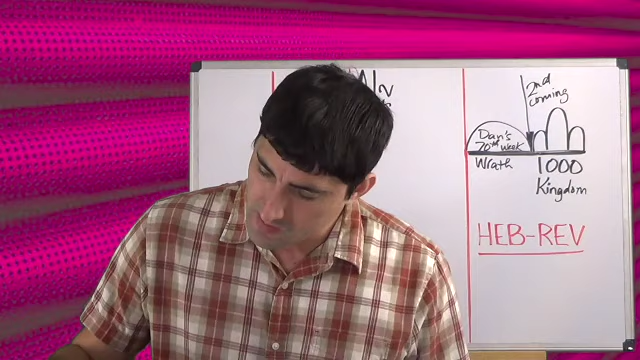 2nd
coming
Dan's
70th week
Wrath
1000
Kingdom
HEB-REV